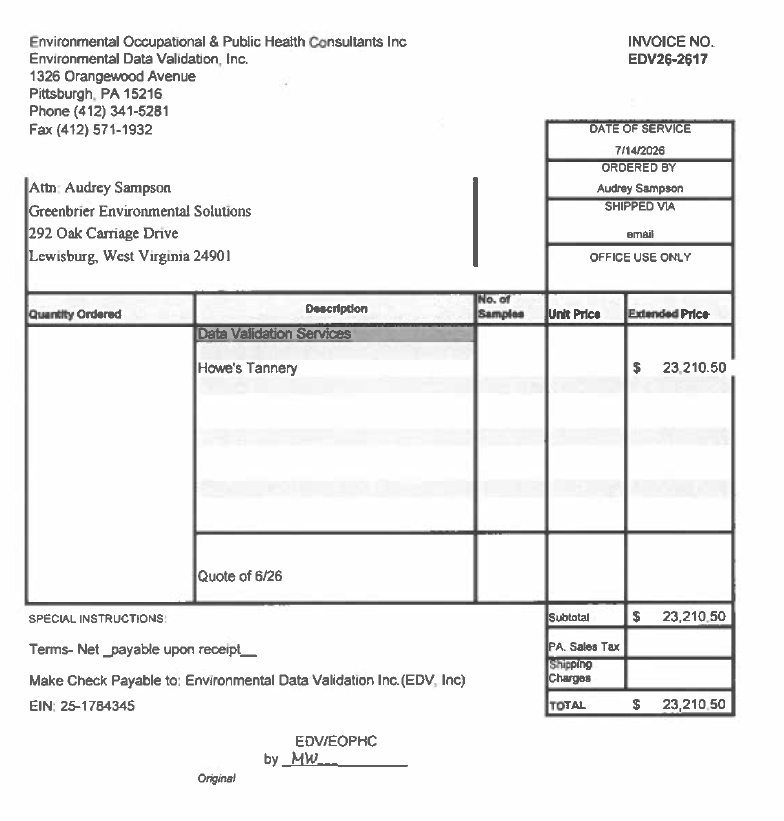 Environmental Occupational & Public Health Consultants Inc
Environmental Data Validation, Inc.
1326 Orangewood Avenue
Pittsburgh, PA 15216
Phone (412) 341-5281
Fax (412) 571-1932
INVOICE NO.
EDV26-2617
DATE OF SERVICE
7/14/2026
ORDERED BY
Audrey Sampson
SHIPPED VIA
email
OFFICE USE ONLY
Attn: Audrey Sampson
Greenbrier Environmental Solutions
292 Oak Carriage Drive
Lewisburg, West Virginia 24901
Quantity Ordered Description No. of Samples Unit Price Extended Price
Data Validation Services
Howe's Tannery $ 23,210.50
Quote of 6/26
SPECIAL INSTRUCTIONS:
Terms- Net _payable upon receipt__
Make Check Payable to: Environmental Data Validation Inc.(EDV, Inc)
EIN: 25-1784345
Subtotal $ 23,210.50
PA. Sales Tax
Shipping
Charges
TOTAL $ 23,210.50
EDV/EOPHC
by _MW___
Original